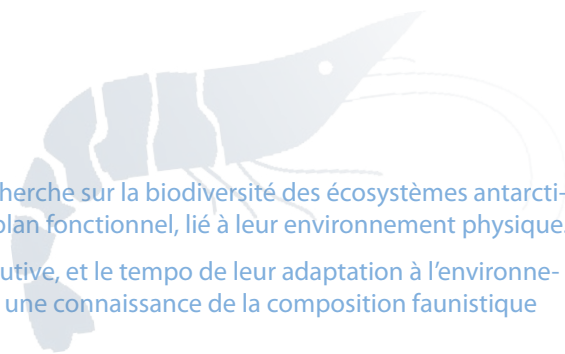 cherche sur la biodiversité des écosystèmes antarcti-
plan fonctionnel, lié à leur environnement physique.
utive, et le tempo de leur adaptation à l’environne-
une connaissance de la composition faunistique